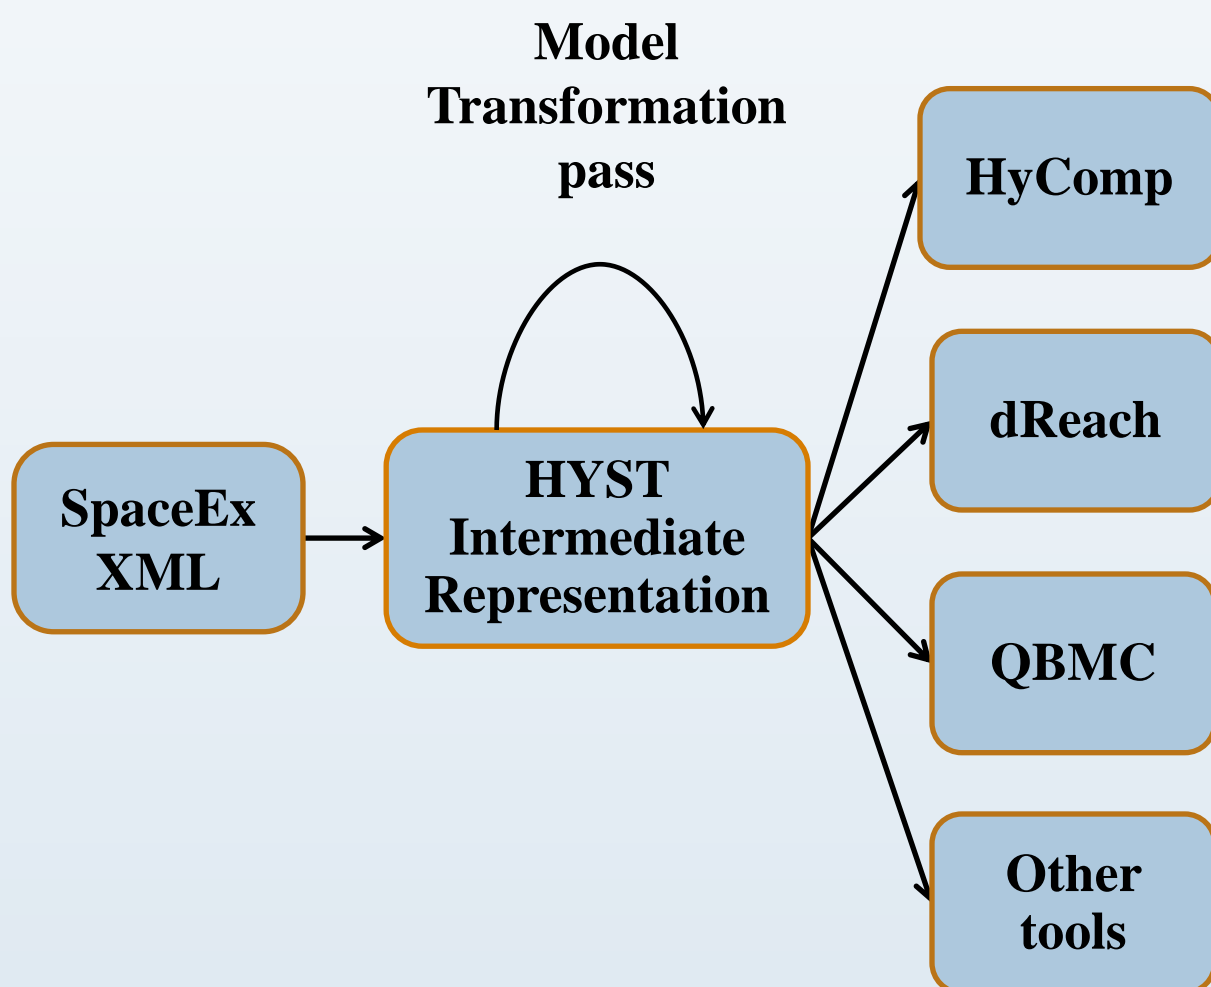 Model
Transformation
pass
SpaceEx
XML
HYST
Intermediate
Representation
HyComp
dReach
QBMC
Other
tools